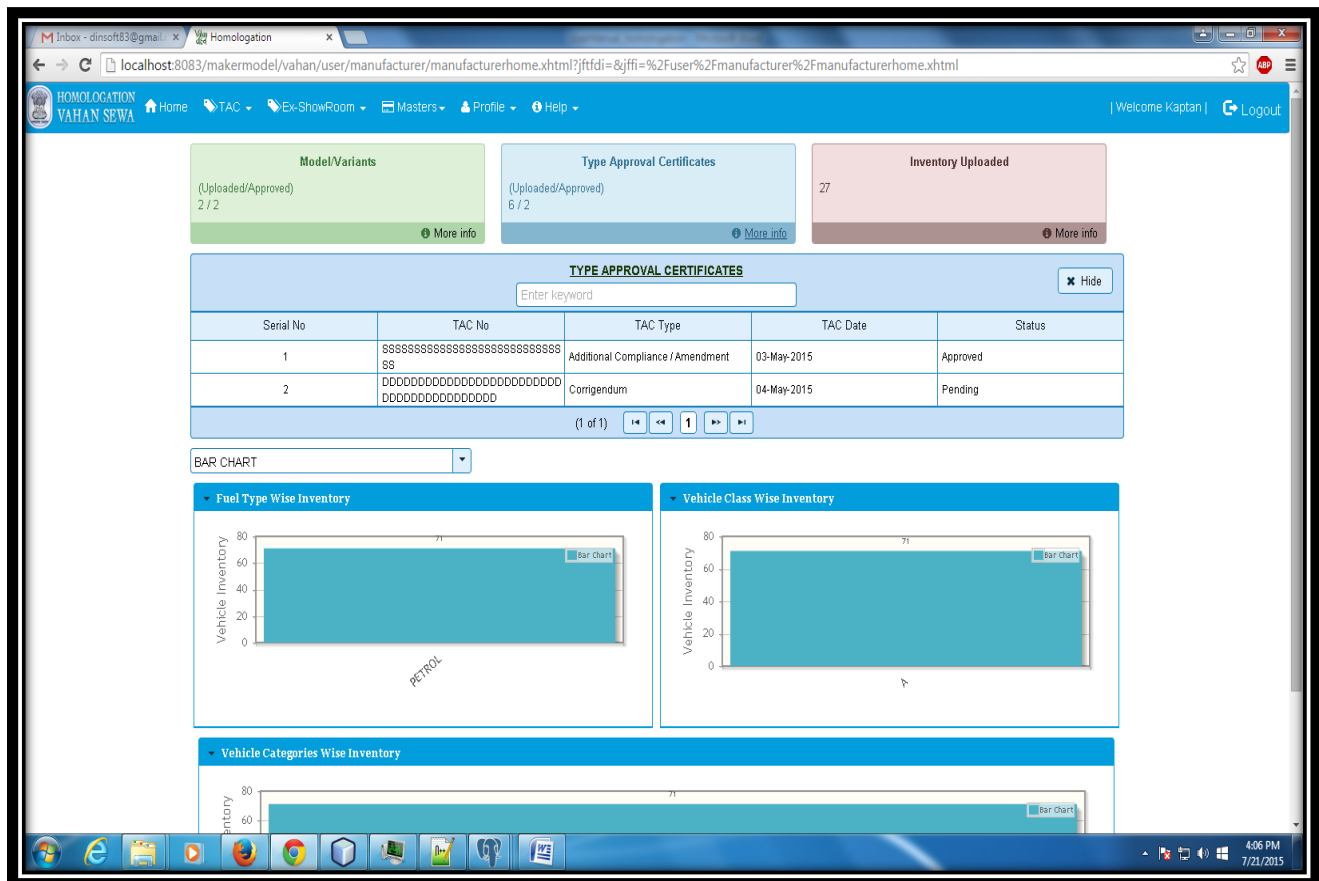 Inbox - dinsoft83@gmail.
Homologation
localhost:8083/makermodel/vahan/user/manufacturer/manufacturerhome.xhtml?jftfdi=&jffi=%2Fuser%2Fmanufacturer%2Fmanufacturerhome.xhtml
ABP
HOMOLOGATION
VAHAN SEWA
Home TAC Ex-ShowRoom Masters Profile Help | Welcome Kaptan | Logout
Model/Variants
(Uploaded/Approved)
2 / 2
More info
Type Approval Certificates
(Uploaded/Approved)
6 / 2
More info
Inventory Uploaded
27
More info
TYPE APPROVAL CERTIFICATES
Enter keyword
Hide
Serial No TAC No TAC Type TAC Date Status
1 SSSSSSSSSSSSSSSSSSSSSSSSSSSS Additional Compliance / Amendment 03-May-2015 Approved
SS
2 DDDDDDDDDDDDDDDDDDDDDDDDD Corrigendum 04-May-2015 Pending
DDDDDDDDDDDDDDDD
(1 of 1) 1
BAR CHART
Fuel Type Wise Inventory
Vehicle Inventory
80
60
40
20
0
71
Bar Chart
PETROL
Vehicle Class Wise Inventory
Vehicle Inventory
80
60
40
20
0
71
Bar Chart
A
Vehicle Categories Wise Inventory
80
60
71
Bar Chart
4:06 PM
7/21/2015